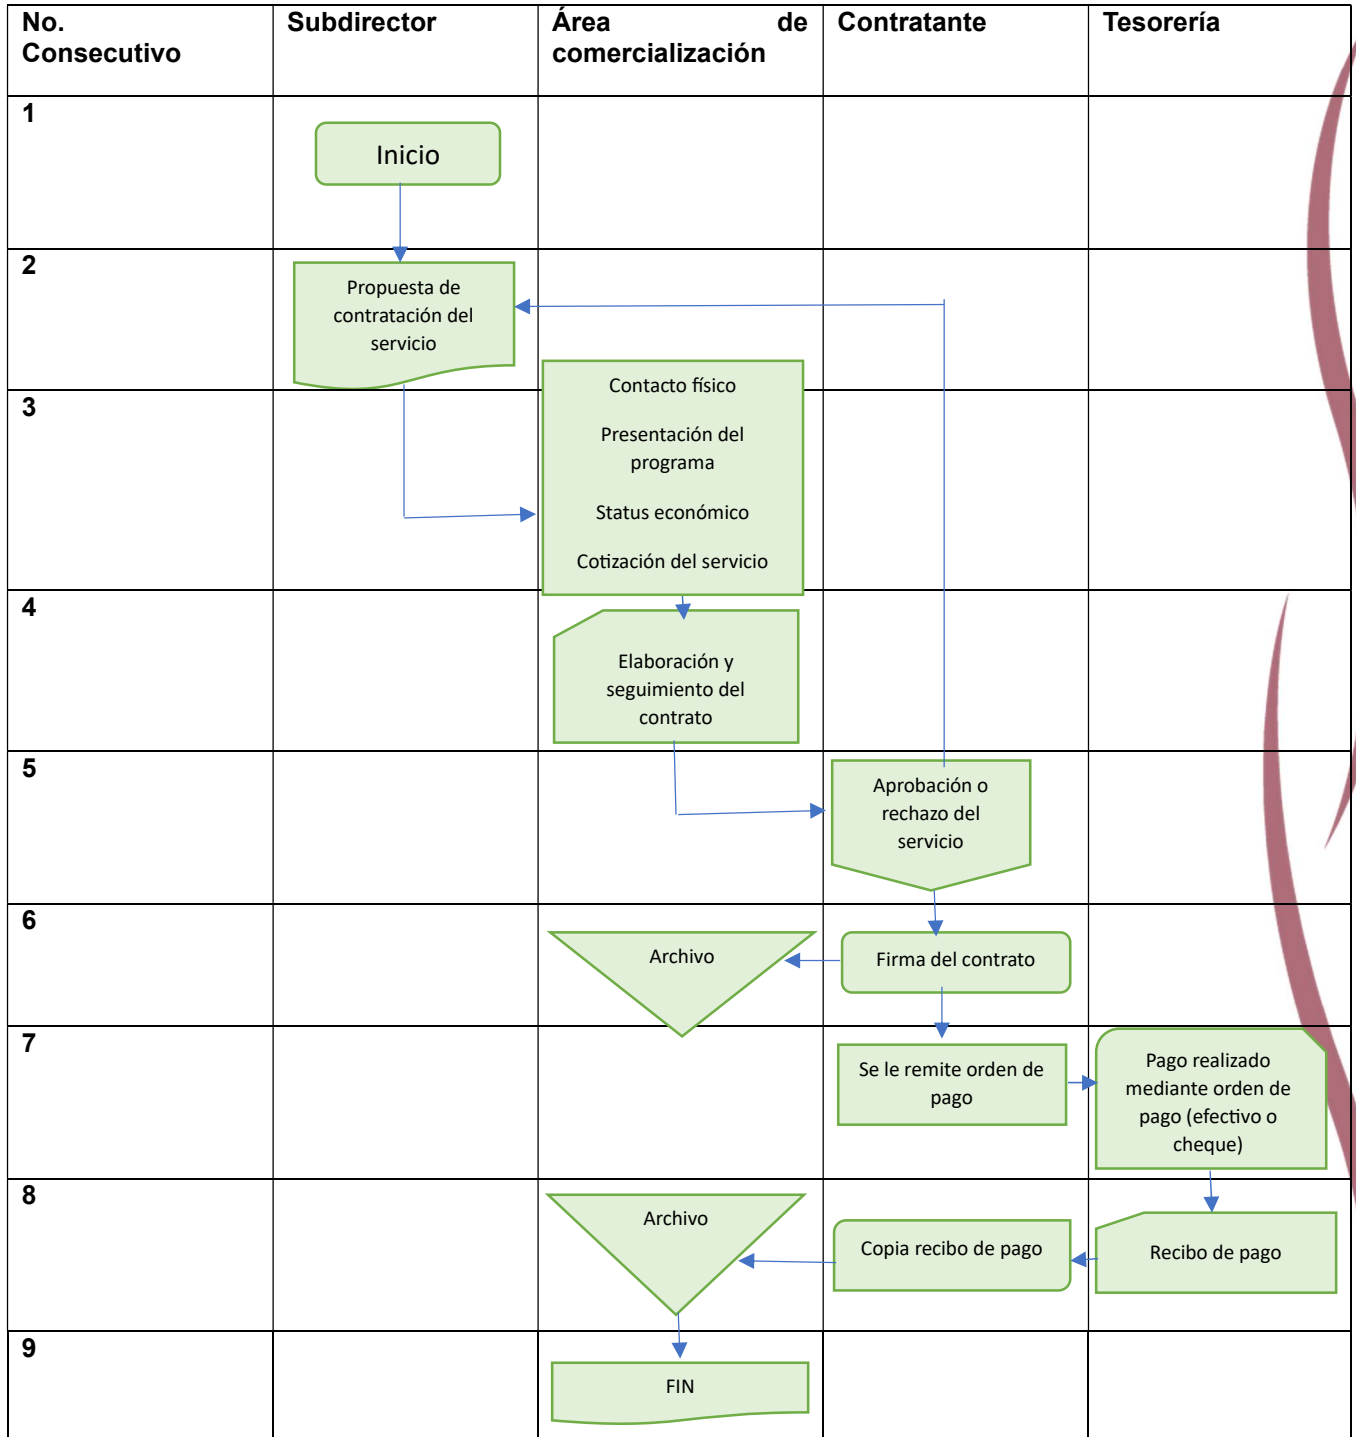 No.
Consecutivo
Subdirector
Área de
comercialización
Contratante
Tesorería
1
Inicio
2
Propuesta de
contratación del
servicio
3
Contacto físico
Presentación del
programa
Status económico
Cotización del servicio
4
Elaboración y
seguimiento del
contrato
5
Aprobación o
rechazo del
servicio
6
Archivo
Firma del contrato
7
Se le remite orden de
pago
Pago realizado
mediante orden de
pago (efectivo o
cheque)
8
Archivo
Copia recibo de pago
Recibo de pago
9
FIN